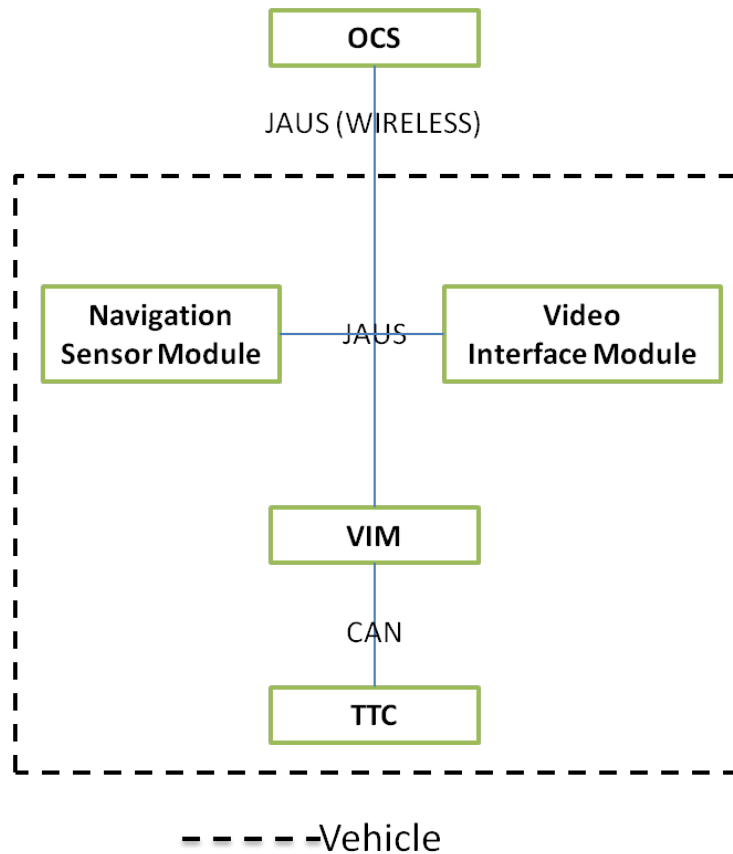 OCS
JAUS (WIRELESS)
Navigation
Sensor Module
JAUS
Video
Interface Module
VIM
CAN
TTC
Vehicle